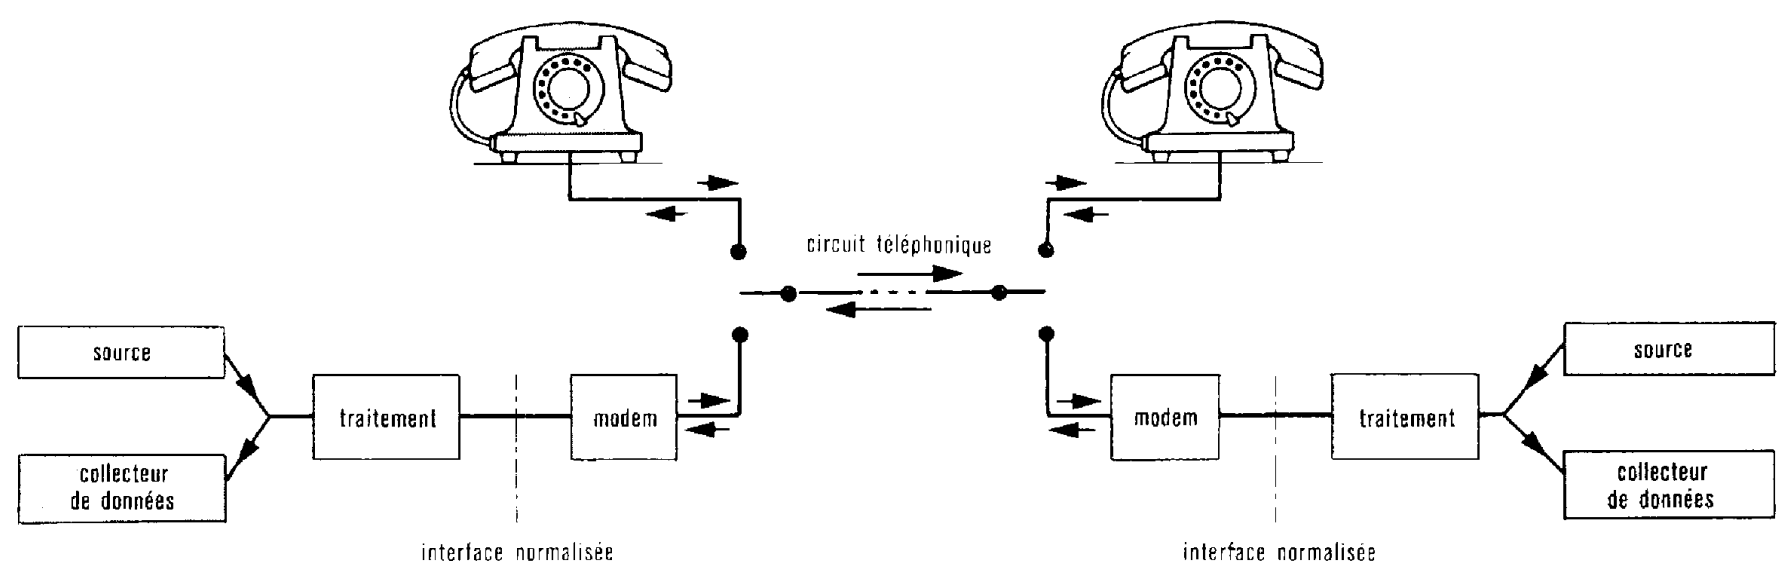 circuit téléphonique
source
source
traitement
modem
modem
traitement
collecteur
de données
collecteur
de données
interface normalisée
interface normalisée